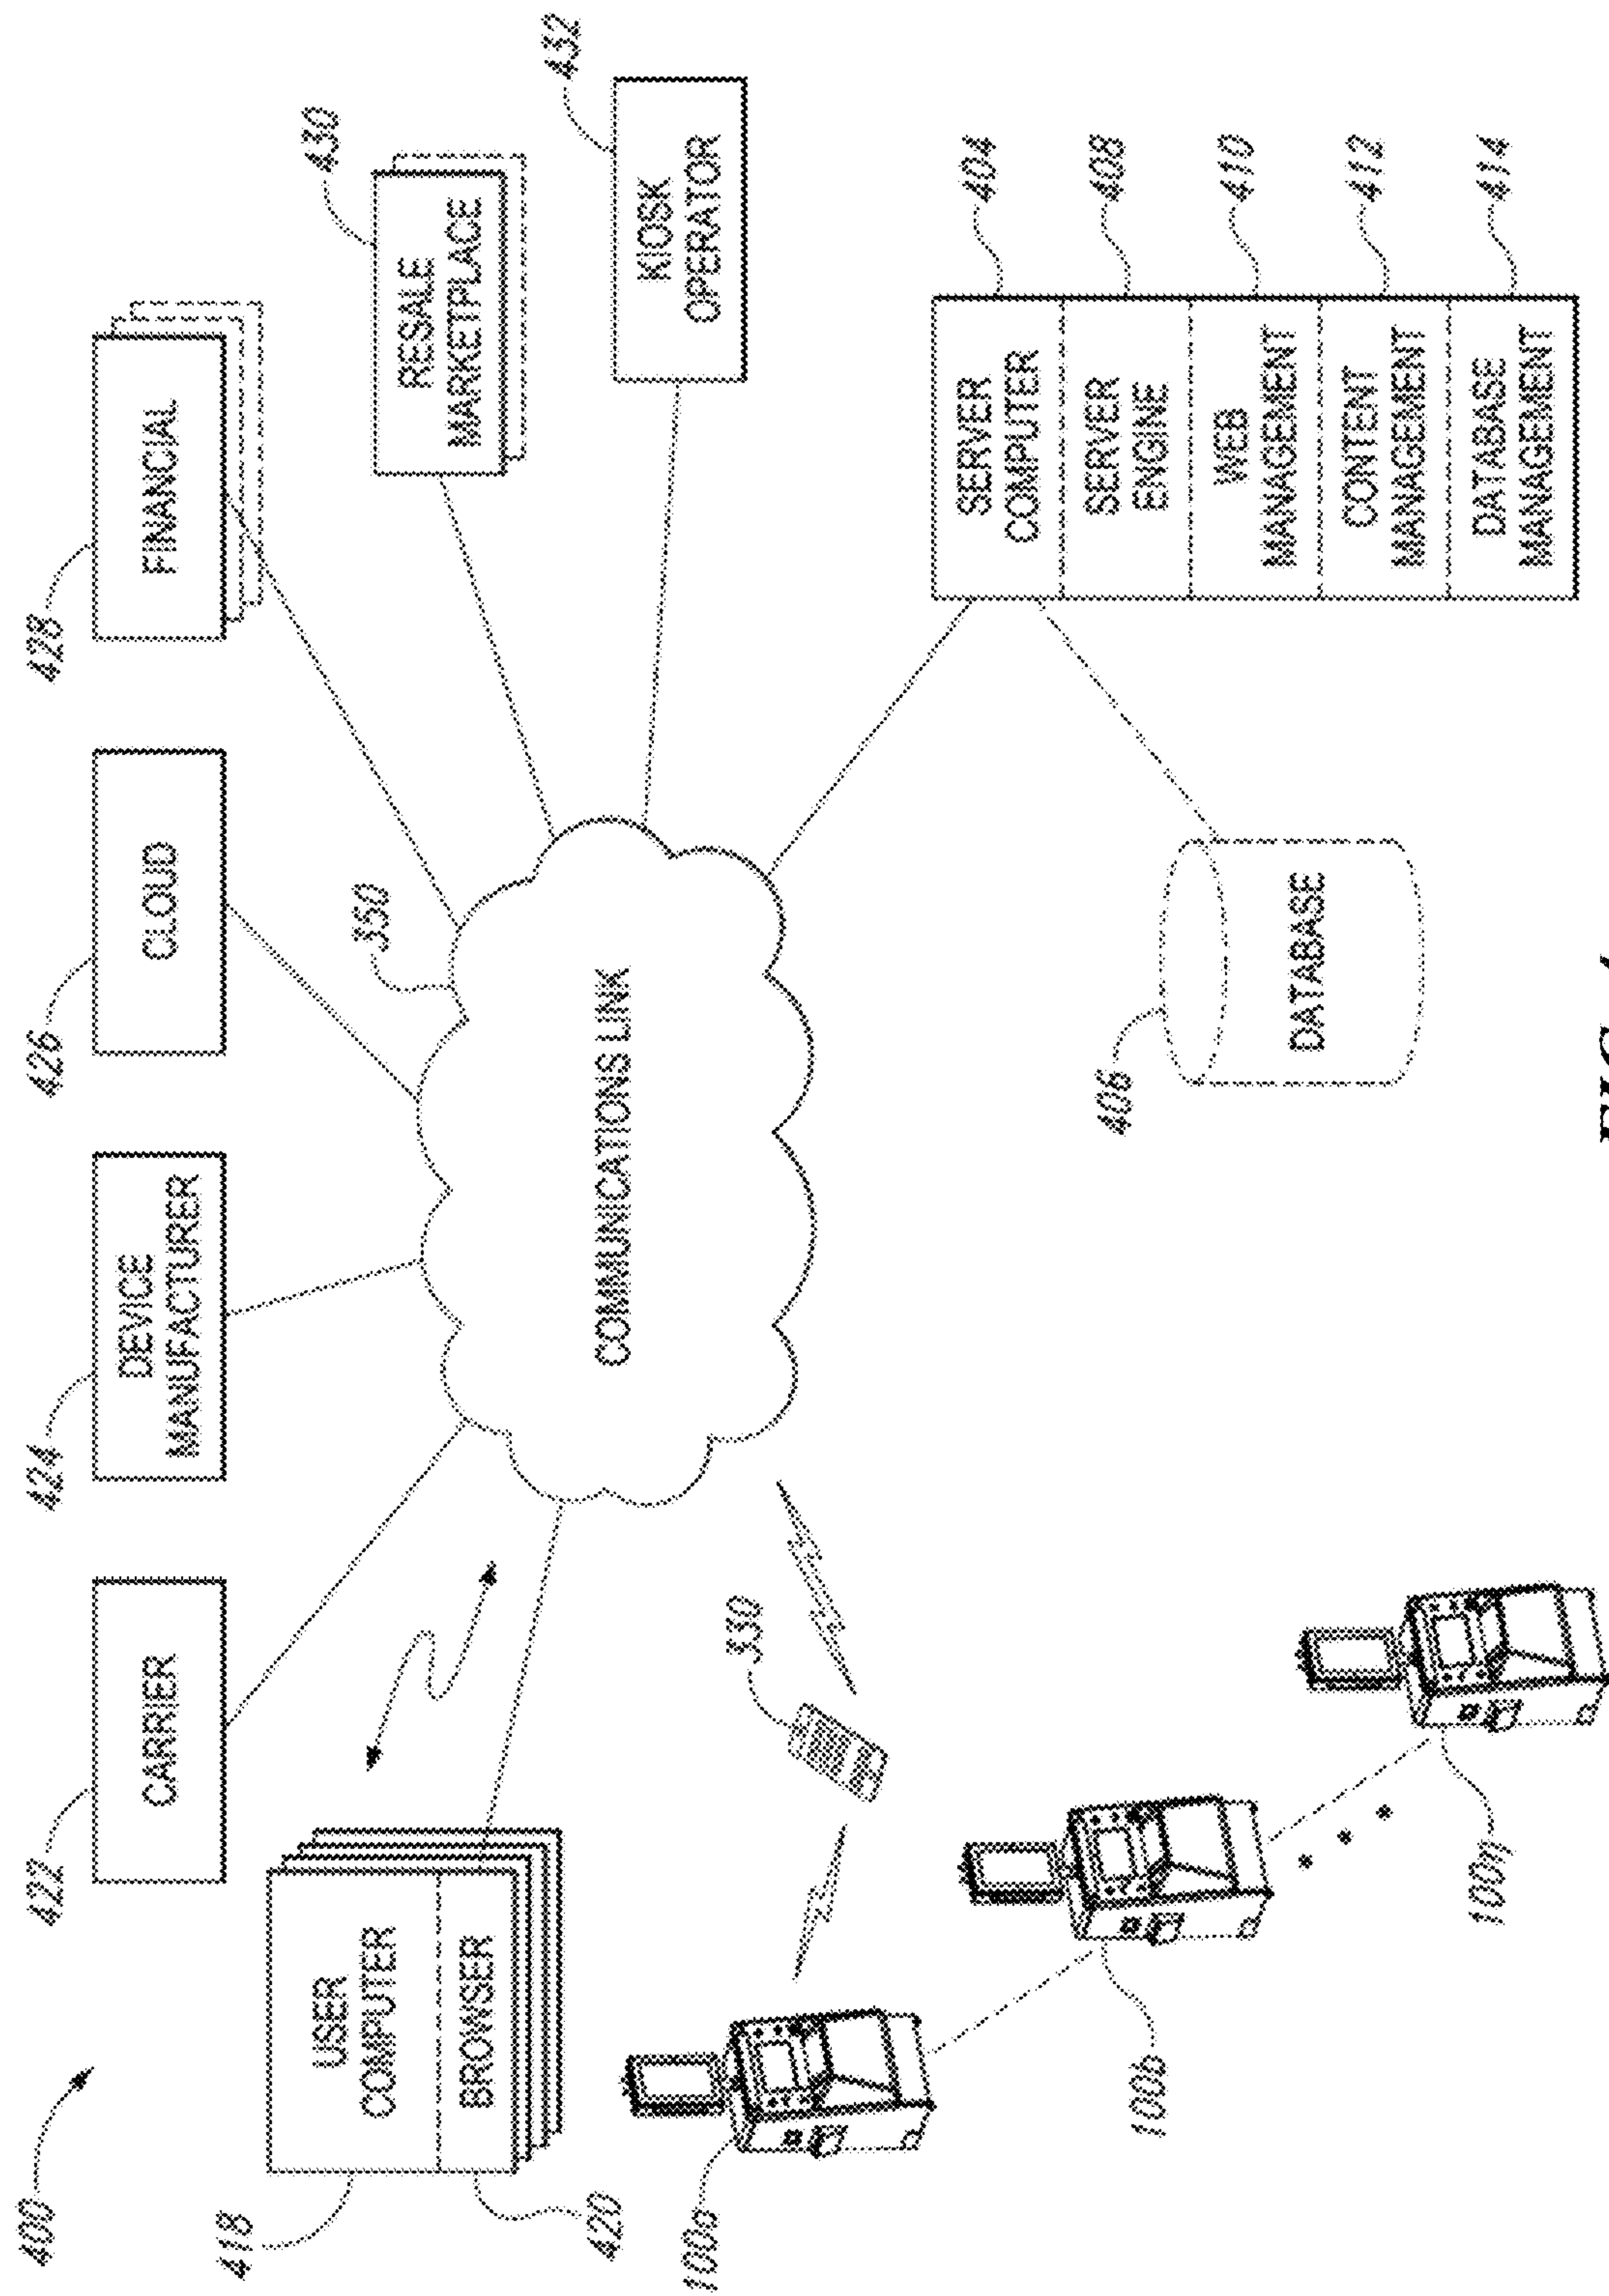 400
422
CARRIER
424
DEVICE
MANUFACTURER
426
CLOUD
428
FINANCIAL
418
USER
COMPUTER
BROWSER
420
350
COMMUNICATIONS LINK
430
RESALE
MARKETPLACE
432
KIOSK
OPERATOR
330
100a
100b
100n
406
DATABASE
SERVER
COMPUTER
404
SERVER
ENGINE
408
WEB
MANAGEMENT
410
CONTENT
MANAGEMENT
412
DATABASE
MANAGEMENT
414